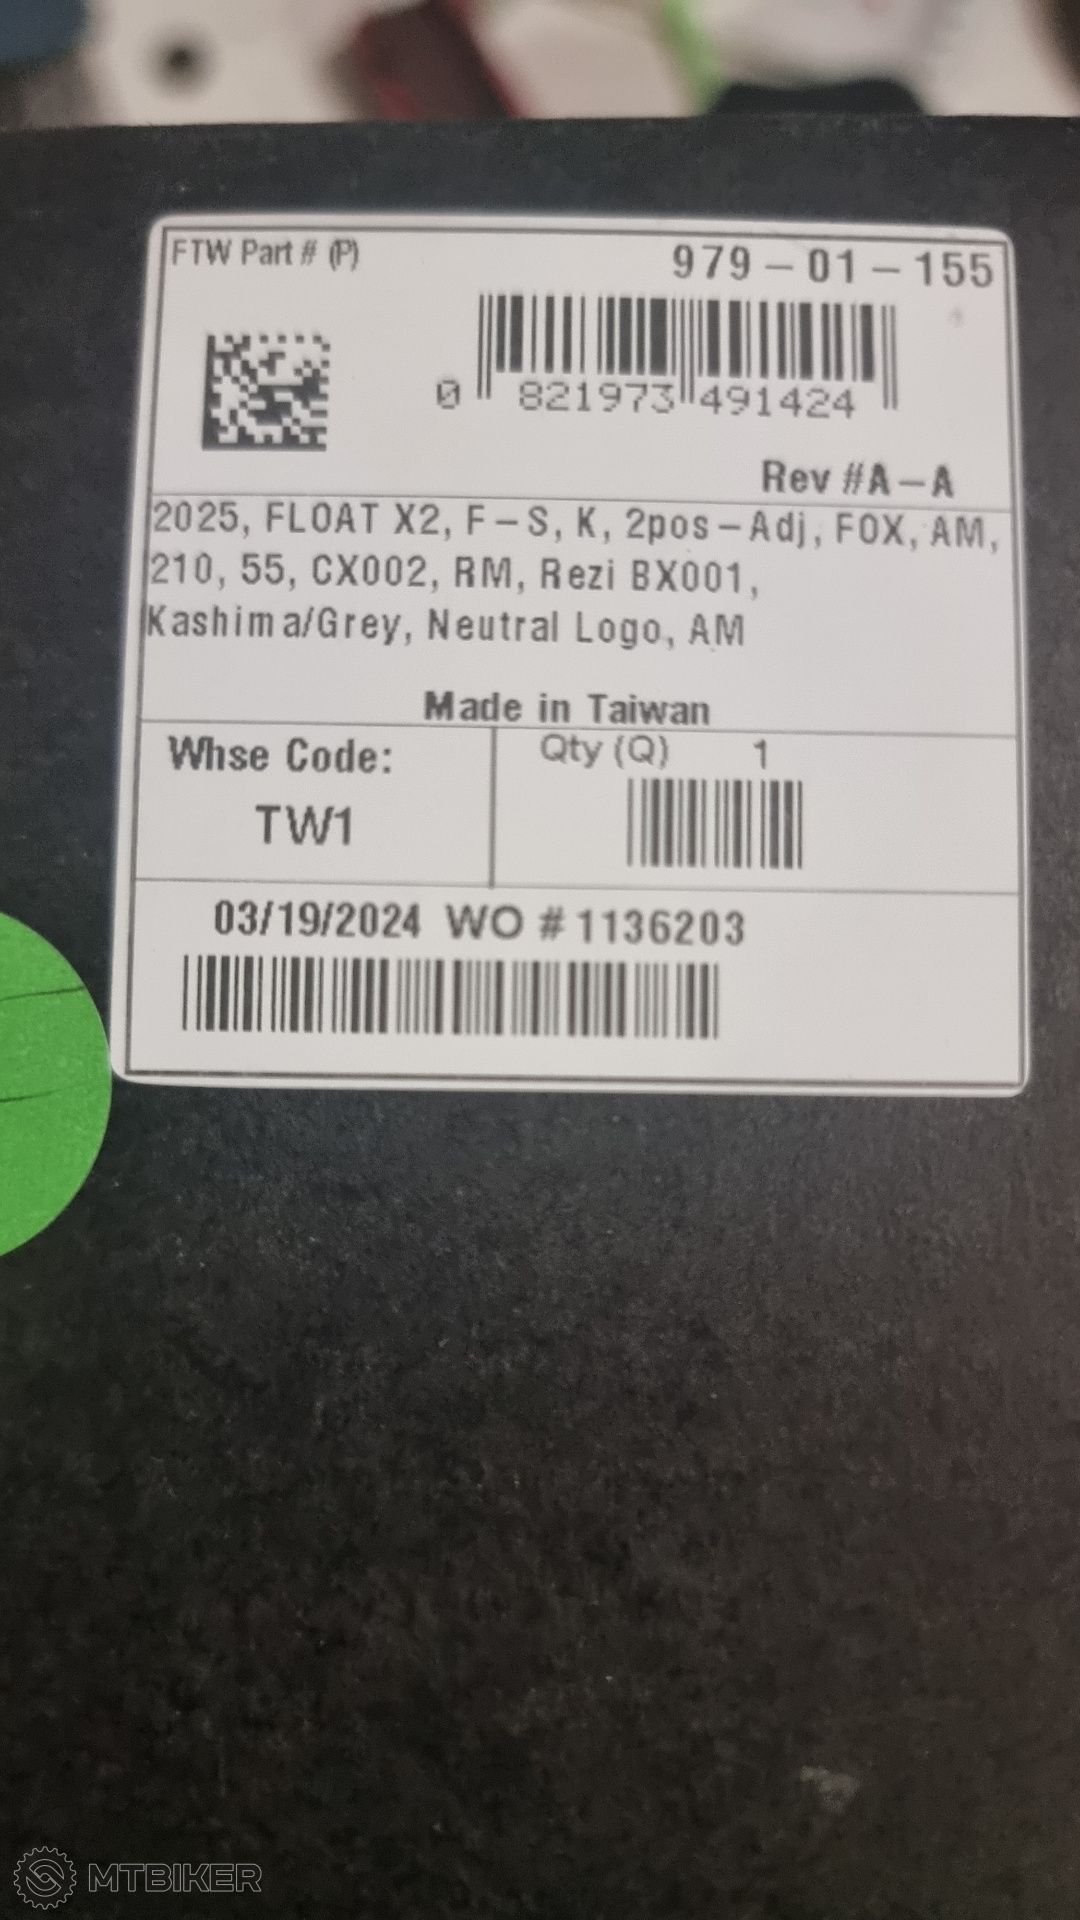 FTW Part # (P)
979-01-155
0 821973 491424
Rev #A-A
2025, FLOAT X2, F-S, K, 2pos-Adj, FOX, AM,
210, 55, CX002, RM, Rezi BX001,
Kashima/Grey, Neutral Logo, AM
Made in Taiwan
Whse Code:
Qty (Q) 1
TW1
03/19/2024 WO #1136203
MTBIKER